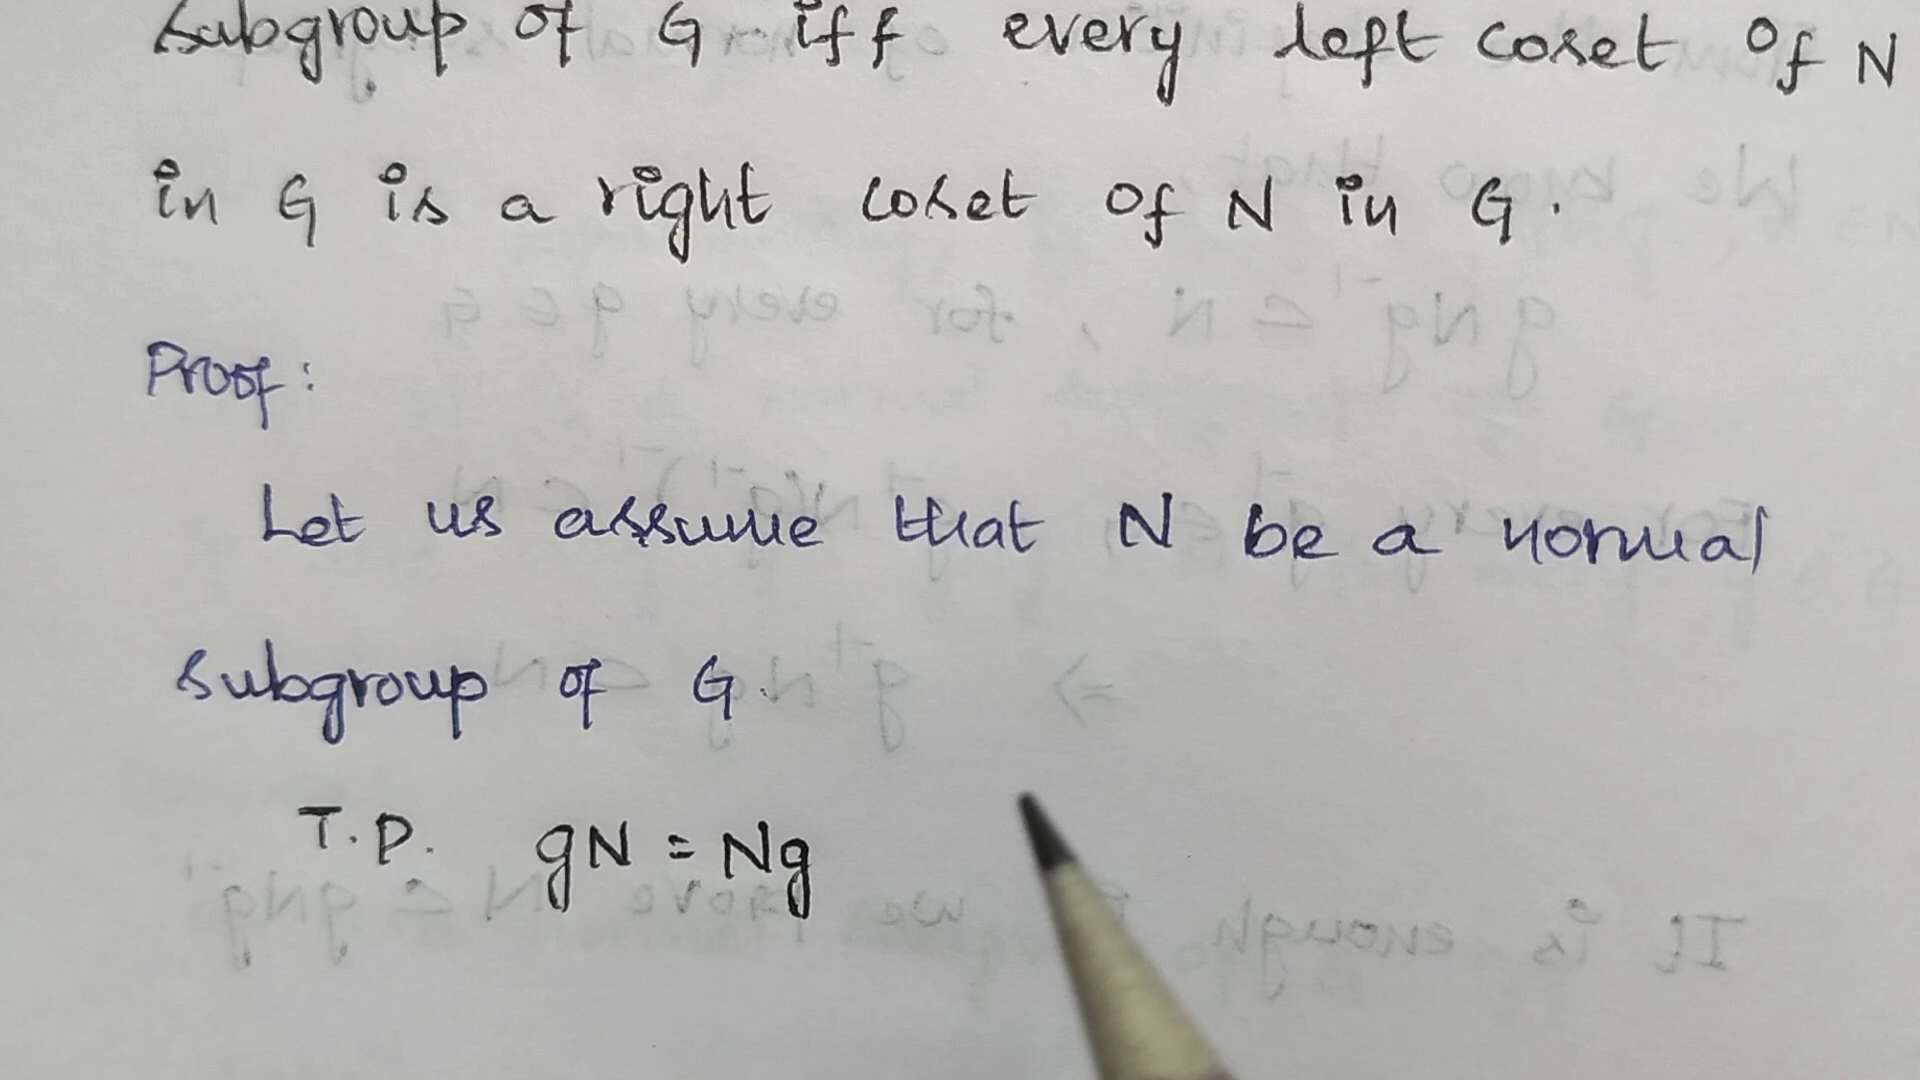 subgroup of G iff every left coset of N
in G is a right coset of N in G.
Proof:
Let us assume that N be a normal
subgroup of G.
T.P. gN = Ng